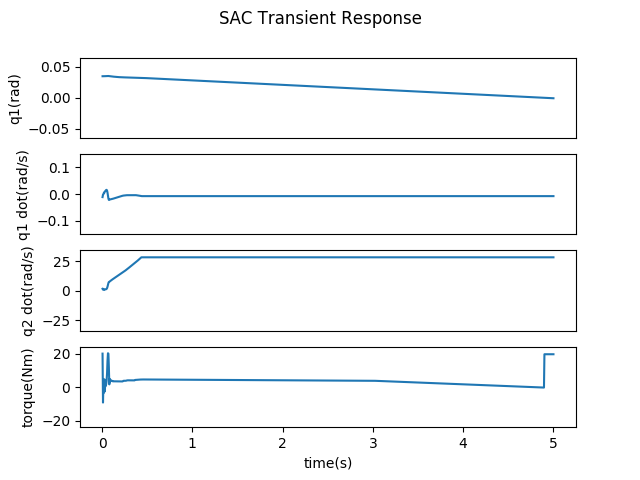 SAC Transient Response
0.05
0.00
−0.05
q1(rad)
0.1
0.0
−0.1
q1 dot(rad/s)
25
0
−25
q2 dot(rad/s)
20
0
−20
torque(Nm)
0 1 2 3 4 5
time(s)